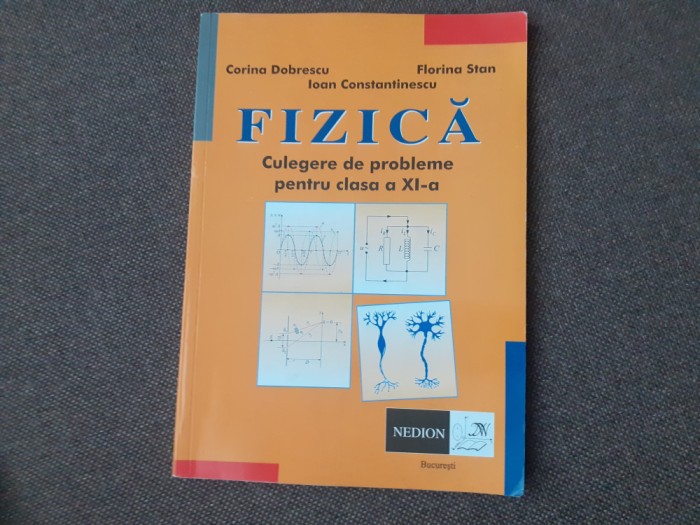 Corina Dobrescu Florina Stan
Ioan Constantinescu
FIZICĂ
Culegere de probleme
pentru clasa a XI-a
R L C
NEDION
București